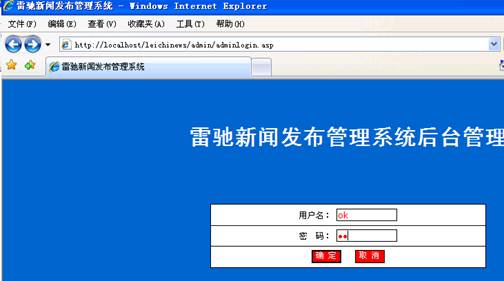 雷驰新闻发布管理系统 - Windows Internet Explorer
文件(F) 编辑(E) 查看(V) 收藏夹(A) 工具(T) 帮助(H)
http://localhost/leichinews/admin/adminlogin.asp
雷驰新闻发布管理系统
雷驰新闻发布管理系统后台管理
用户名: ok
密 码: ●●
确 定 取 消